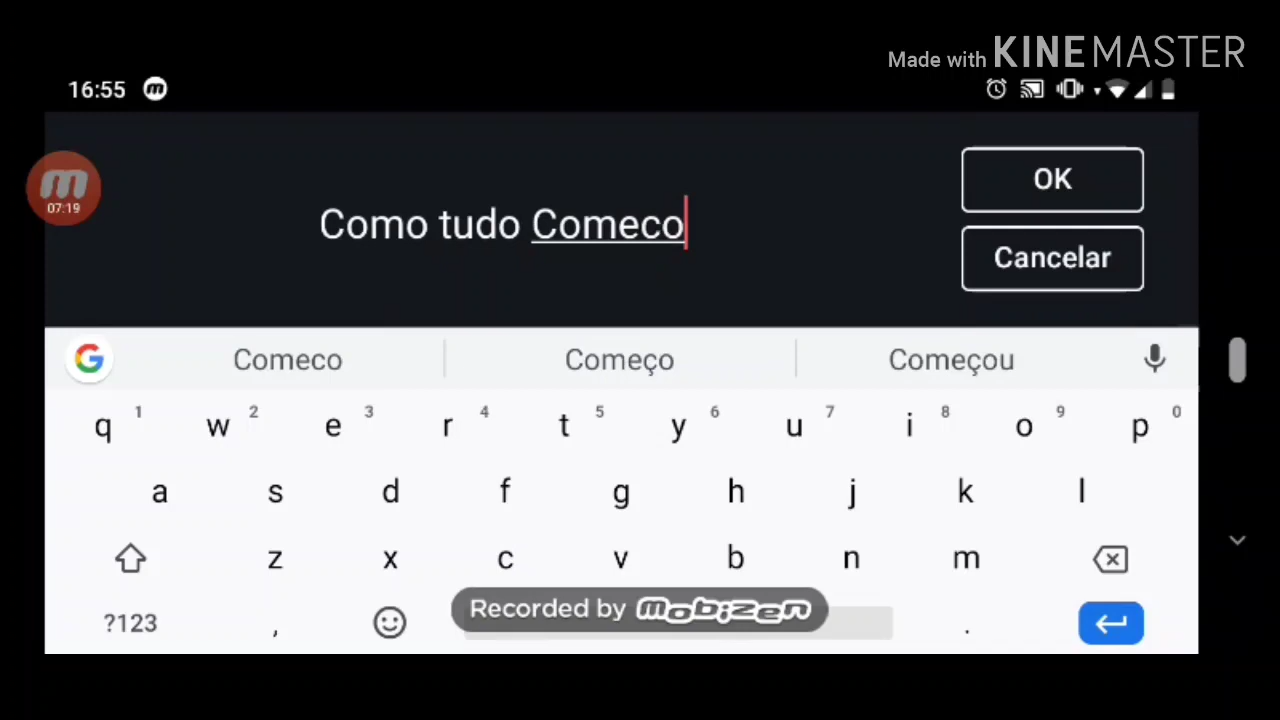 Made with KINEMASTER
16:55
07:19
Como tudo Comeco
OK
Cancelar
Comeco Começo Começou
q 1 w 2 e 3 r 4 t 5 y 6 u 7 i 8 o 9 p 0
a s d f g h j k l
z x c v b n m
?123 , .
Recorded by mobizen